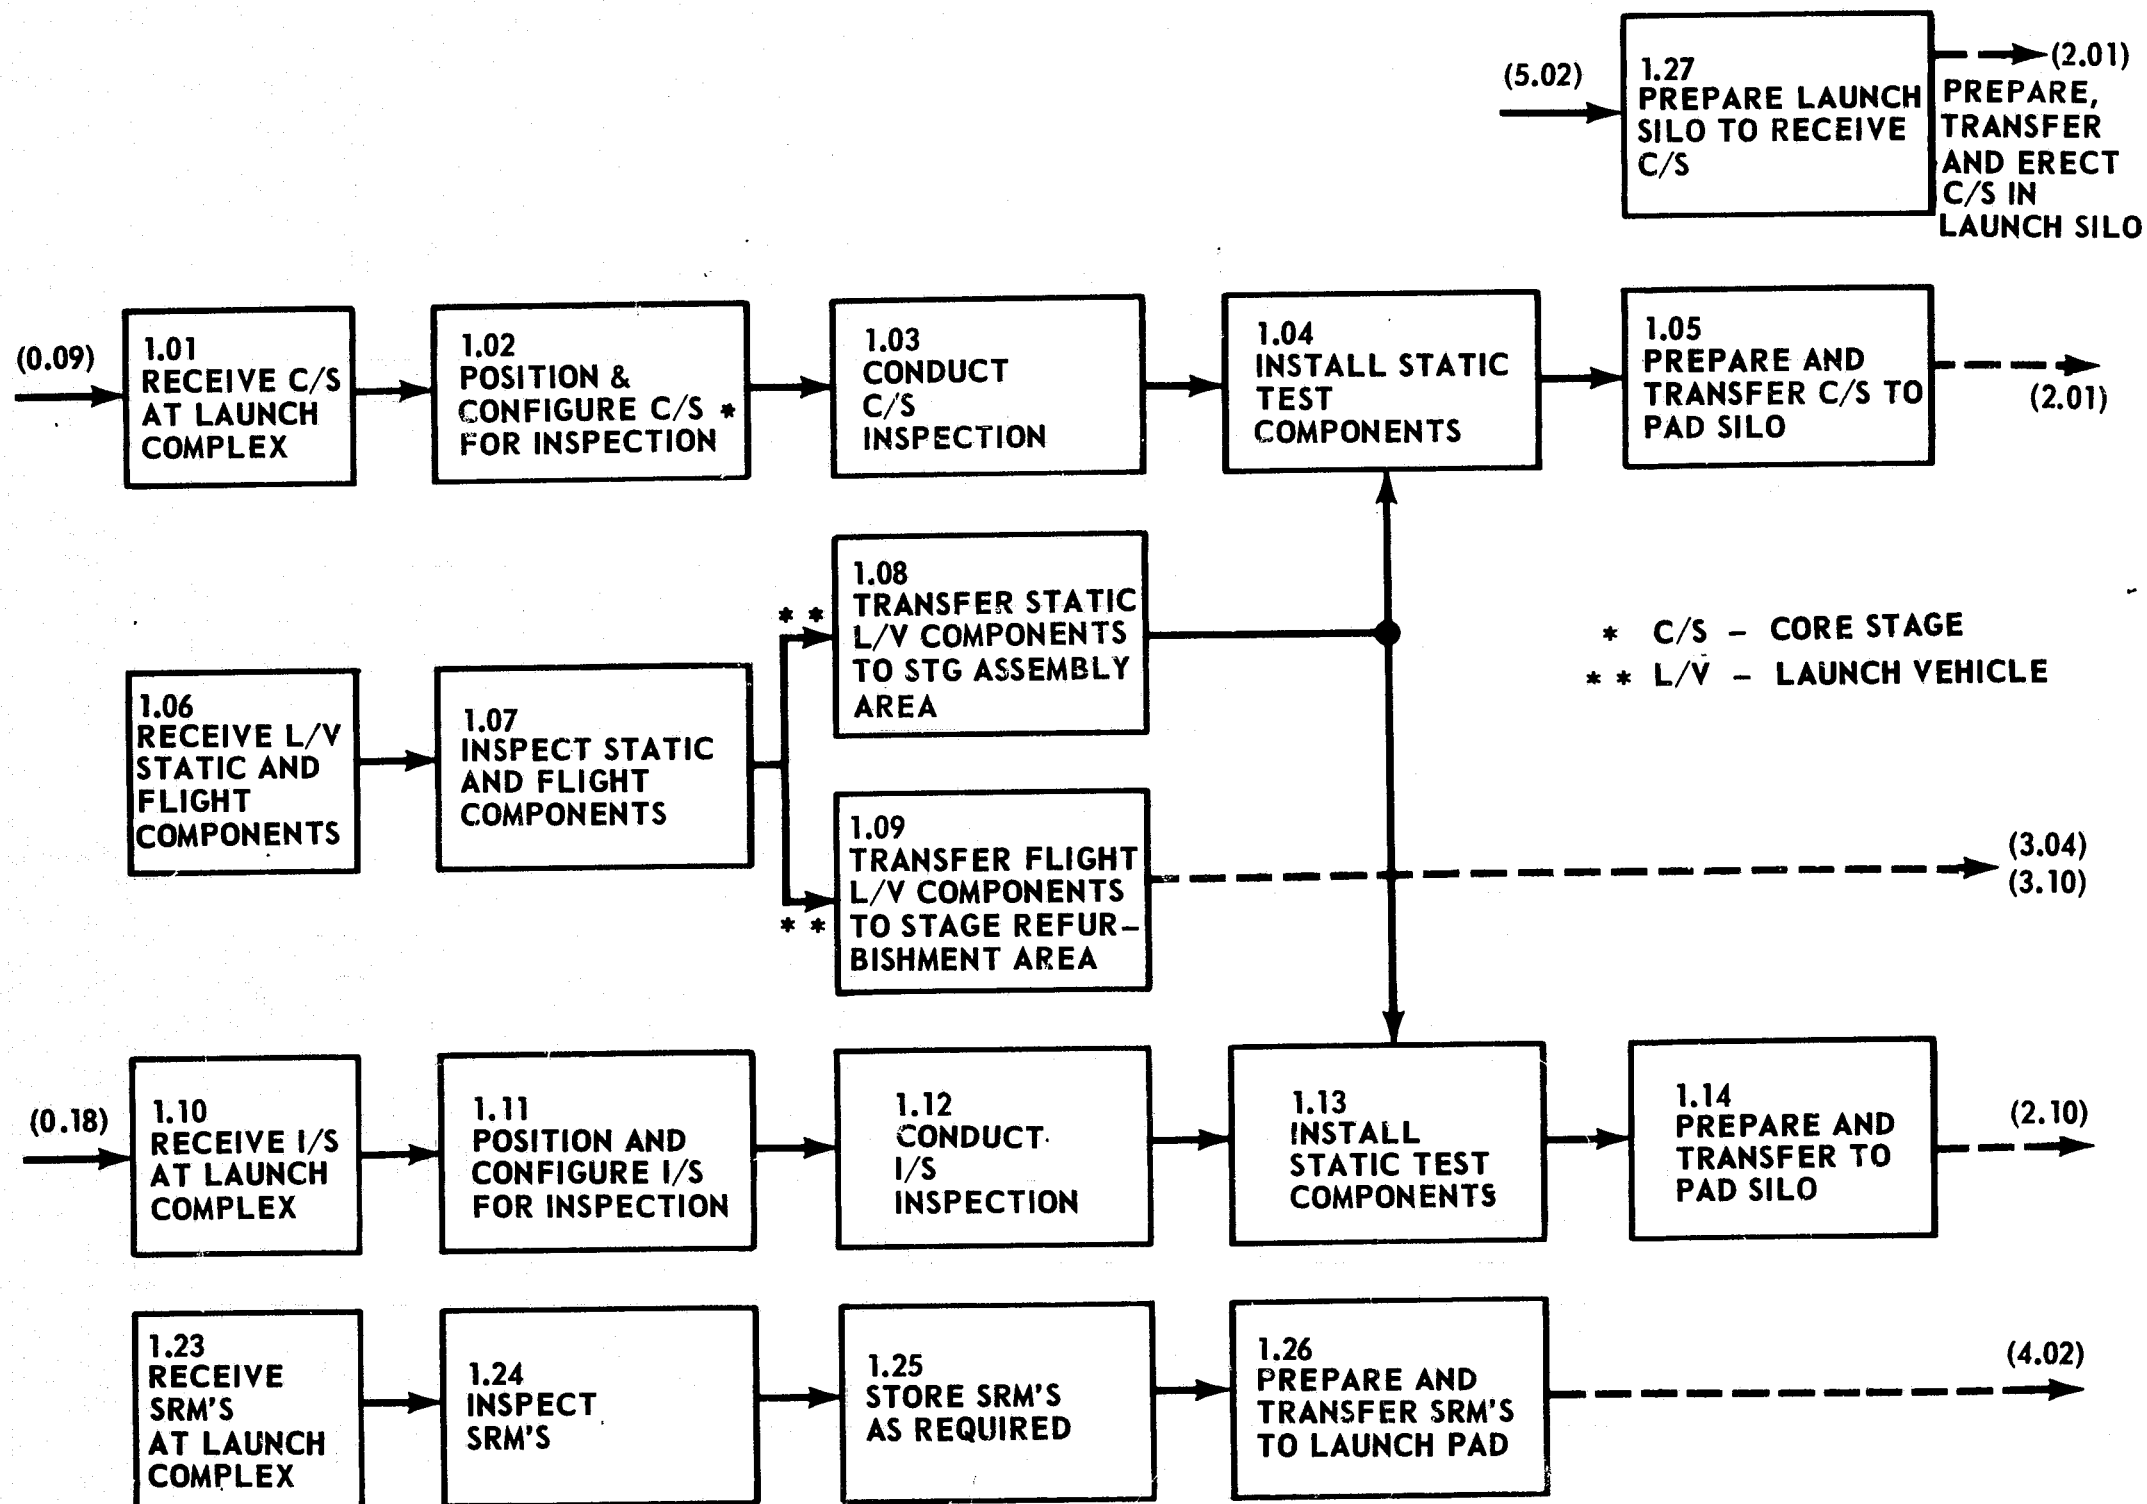 (5.02)
1.27
PREPARE LAUNCH
SILO TO RECEIVE
C/S
(2.01)
PREPARE,
TRANSFER
AND ERECT
C/S IN
LAUNCH SILO
(0.09)
1.01
RECEIVE C/S
AT LAUNCH
COMPLEX
1.02
POSITION &
CONFIGURE C/S *
FOR INSPECTION
1.03
CONDUCT
C/S
INSPECTION
1.04
INSTALL STATIC
TEST
COMPONENTS
1.05
PREPARE AND
TRANSFER C/S TO
PAD SILO
(2.01)
1.06
RECEIVE L/V
STATIC AND
FLIGHT
COMPONENTS
1.07
INSPECT STATIC
AND FLIGHT
COMPONENTS
* *
1.08
TRANSFER STATIC
L/V COMPONENTS
TO STG ASSEMBLY
AREA
* C/S – CORE STAGE
* * L/V – LAUNCH VEHICLE
* *
1.09
TRANSFER FLIGHT
L/V COMPONENTS
TO STAGE REFUR–
BISHMENT AREA
(3.04)
(3.10)
(0.18)
1.10
RECEIVE I/S
AT LAUNCH
COMPLEX
1.11
POSITION AND
CONFIGURE I/S
FOR INSPECTION
1.12
CONDUCT
I/S
INSPECTION
1.13
INSTALL
STATIC TEST
COMPONENTS
1.14
PREPARE AND
TRANSFER TO
PAD SILO
(2.10)
1.23
RECEIVE
SRM'S
AT LAUNCH
COMPLEX
1.24
INSPECT
SRM'S
1.25
STORE SRM'S
AS REQUIRED
1.26
PREPARE AND
TRANSFER SRM'S
TO LAUNCH PAD
(4.02)